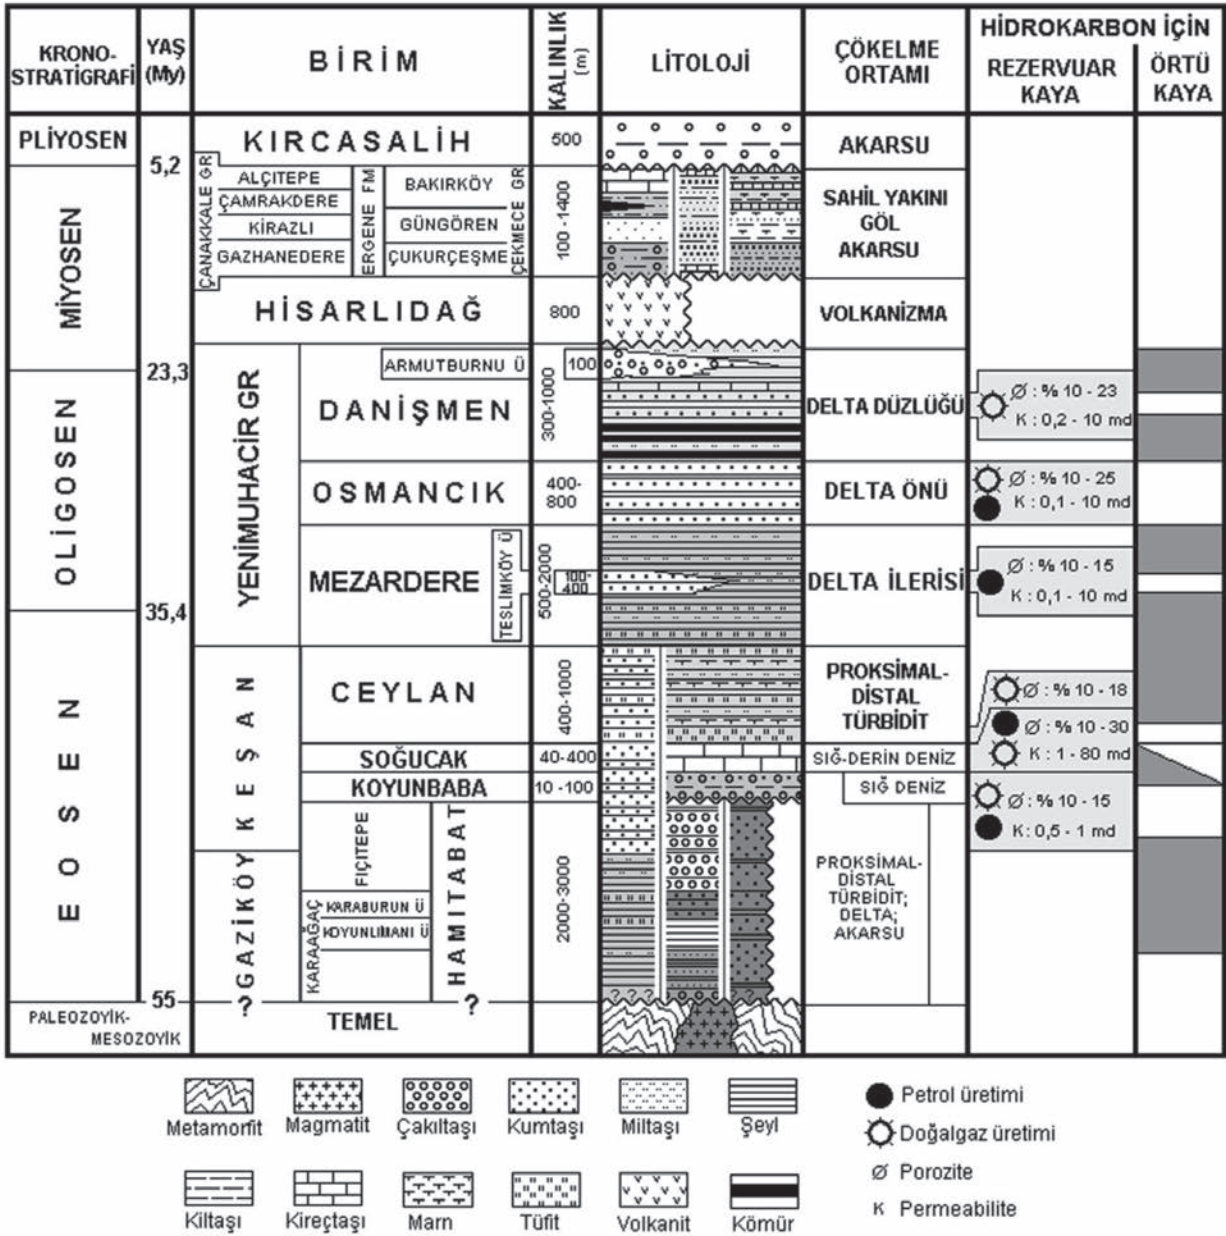 KRONO-
STRATİGRAFİ
YAŞ
(My)
BİRİM
KALINLIK
(m)
LİTOLOJİ
ÇÖKELME
ORTAMI
HİDROKARBON İÇİN
REZERVUAR
KAYA
ÖRTÜ
KAYA
PLİYOSEN
5,2
MİYOSEN
23,3
OLİGOSEN
35,4
EOSEN
55
PALEOZOYİK-
MESOZOYİK
KIRCASALİH
500
AKARSU
ÇANAKKALE GR
ALÇITEPE
ÇAMRAKDERE
KİRAZLI
GAZHANEDERE
ERGENE FM
BAKIRKÖY
GÜNGÖREN
ÇUKURÇEŞME
ÇEKMECE GR
100-1400
SAHİL YAKINI
GÖL
AKARSU
HİSARLIDAĞ
800
VOLKANİZMA
YENİMUHACİR GR
ARMUTBURNU Ü
100
DANİŞMEN
300-1000
DELTA DÜZLÜĞÜ
Ø : % 10 - 23
K : 0,2 - 10 md
OSMANCIK
400-
800
DELTA ÖNÜ
Ø : % 10 - 25
K : 0,1 - 10 md
MEZARDERE
TESLİMKÖY Ü
500-2000
100-
400
DELTA İLERİSİ
Ø : % 10 - 15
K : 0,1 - 10 md
KEŞAN
CEYLAN
400-1000
PROKSİMAL-
DİSTAL
TÜRBİDİT
Ø : % 10 - 18
SOĞUCAK
40-400
SIĞ-DERİN DENİZ
Ø : % 10 - 30
K : 1 - 80 md
KOYUNBABA
10 -100
SIĞ DENİZ
Ø : % 10 - 15
K : 0,5 - 1 md
GAZİKÖY
?
FIÇITEPE
KARAAĞAÇ
KARABURUN Ü
KOYUNLIMANI Ü
HAMITABAT
?
2000-3000
? ? ? ?
PROKSİMAL-
DİSTAL
TÜRBİDİT;
DELTA;
AKARSU
TEMEL
Metamorfit
Magmatit
Çakıltaşı
Kumtaşı
Miltaşı
Şeyl
Kiltaşı
Kireçtaşı
Marn
Tüfit
Volkanit
Kömür
Petrol üretimi
Doğalgaz üretimi
Ø Porozite
K Permeabilite